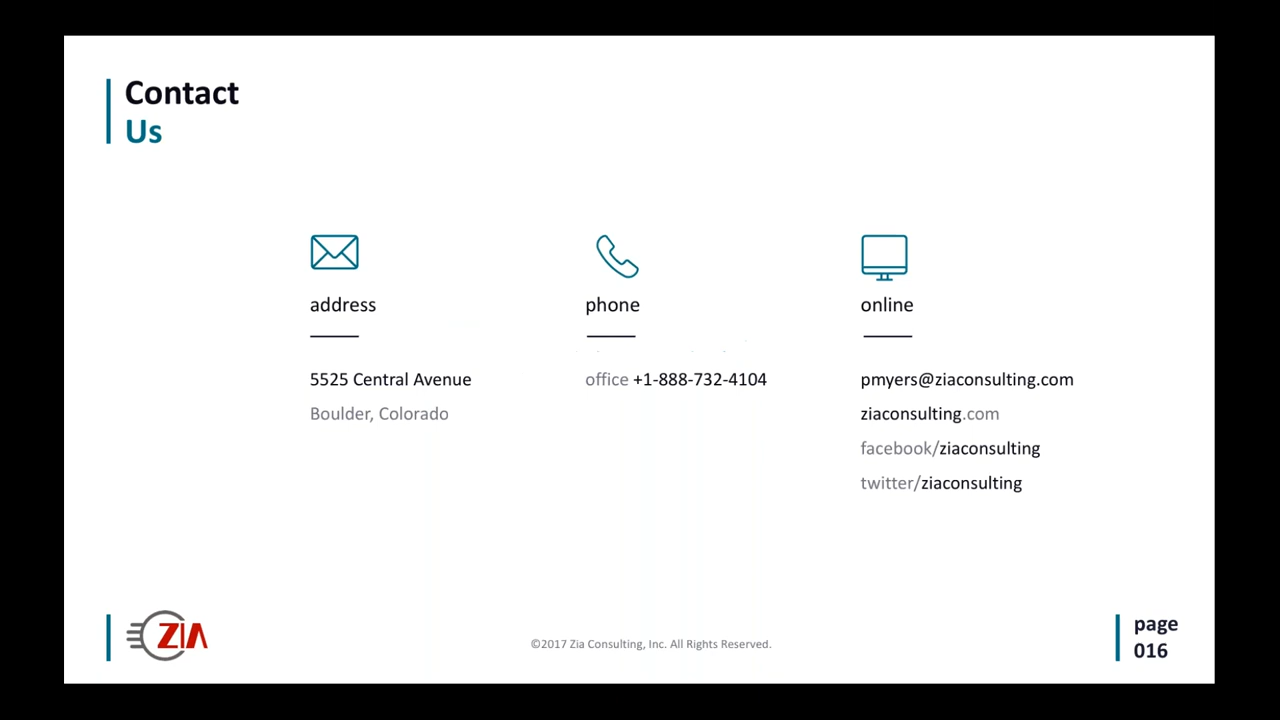 Contact
Us
address
phone
online
5525 Central Avenue
Boulder, Colorado
office +1-888-732-4104
pmyers@ziaconsulting.com
ziaconsulting.com
facebook/ziaconsulting
twitter/ziaconsulting
ZIA
©2017 Zia Consulting, Inc. All Rights Reserved.
page
016